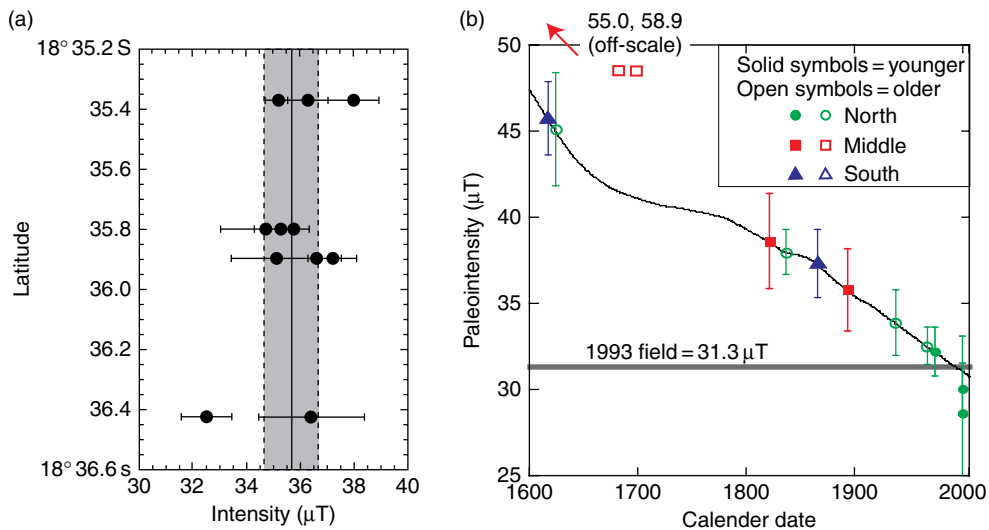 (a)
18° 35.2 S
35.4
35.6
35.8
36.0
36.2
36.4
18° 36.6 S
Latitude
30 32 34 36 38 40
Intensity (μT)
(b)
55.0, 58.9
(off-scale)
Solid symbols = younger
Open symbols = older
North
Middle
South
1993 field = 31.3 μT
50
45
40
35
30
25
Paleointensity (μT)
1600 1700 1800 1900 2000
Calender date